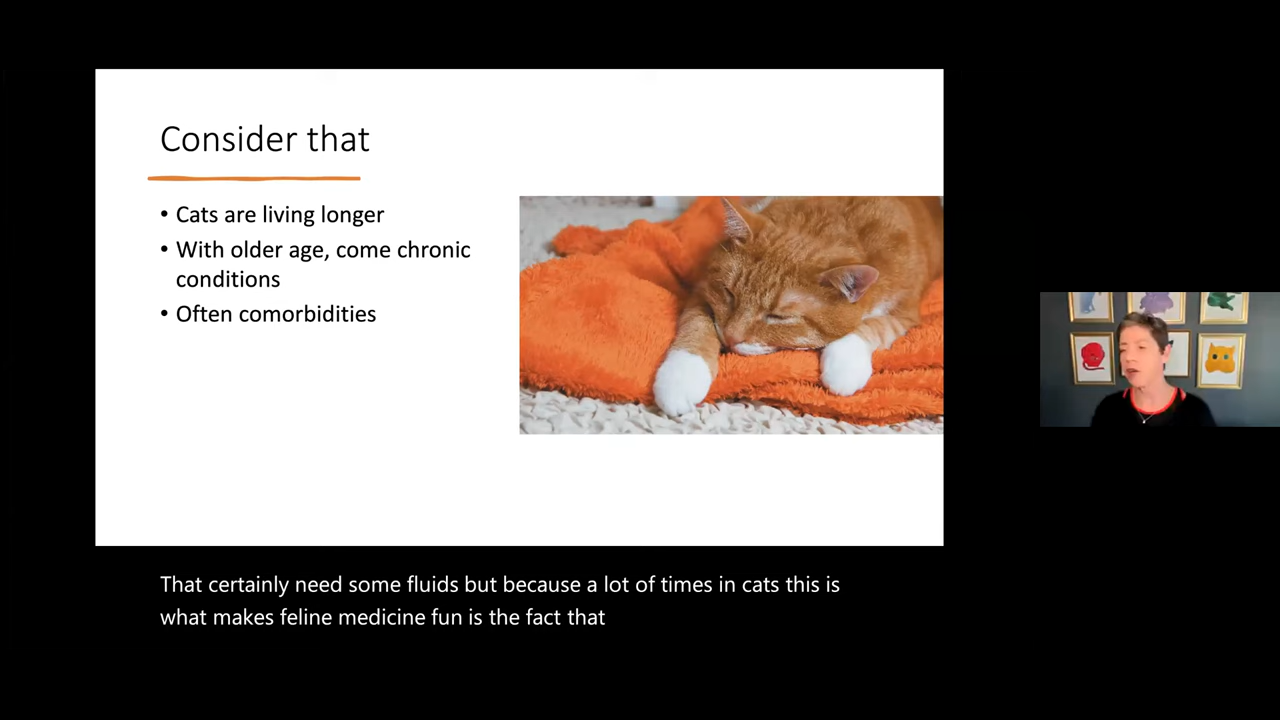 Consider that
• Cats are living longer
• With older age, come chronic
conditions
• Often comorbidities
That certainly need some fluids but because a lot of times in cats this is
what makes feline medicine fun is the fact that